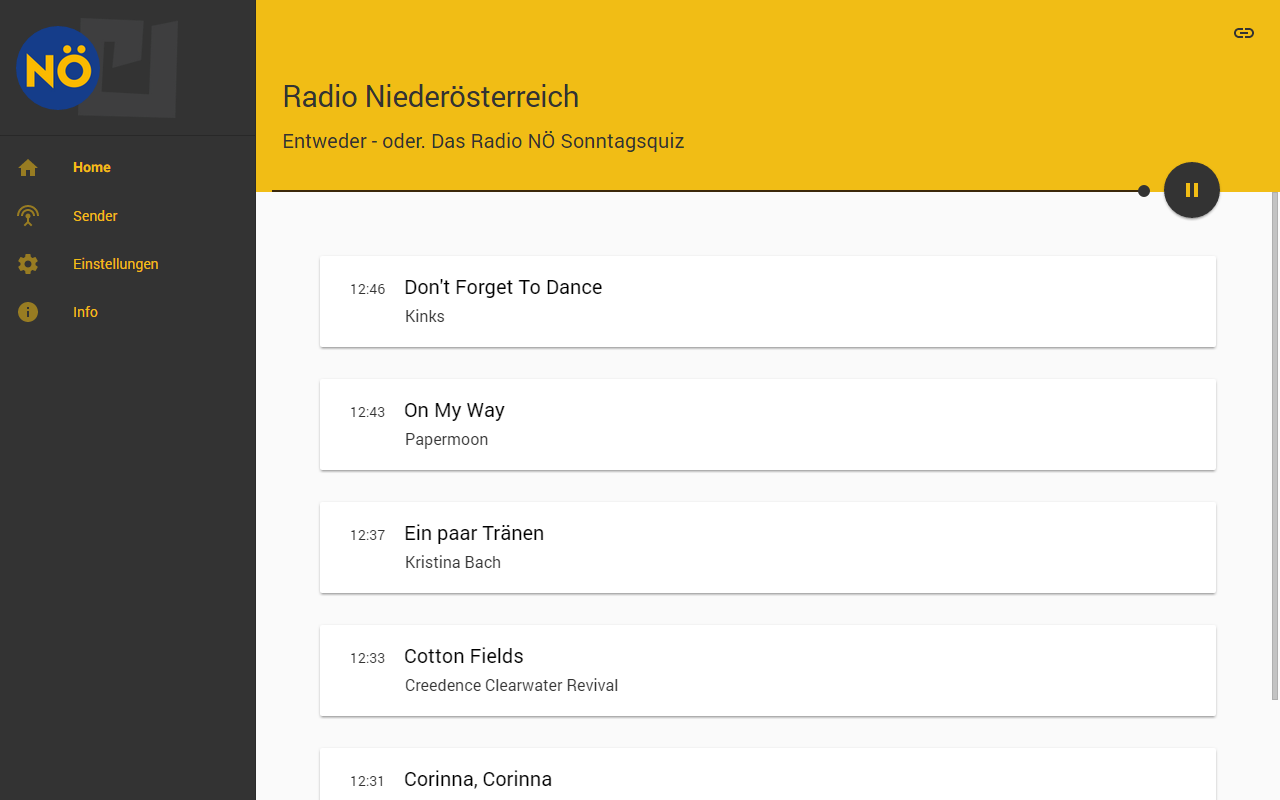 NÖ
Home
Sender
Einstellungen
Info
Radio Niederösterreich
Entweder - oder. Das Radio NÖ Sonntagsquiz
12:46 Don't Forget To Dance
Kinks
12:43 On My Way
Papermoon
12:37 Ein paar Tränen
Kristina Bach
12:33 Cotton Fields
Creedence Clearwater Revival
12:31 Corinna, Corinna